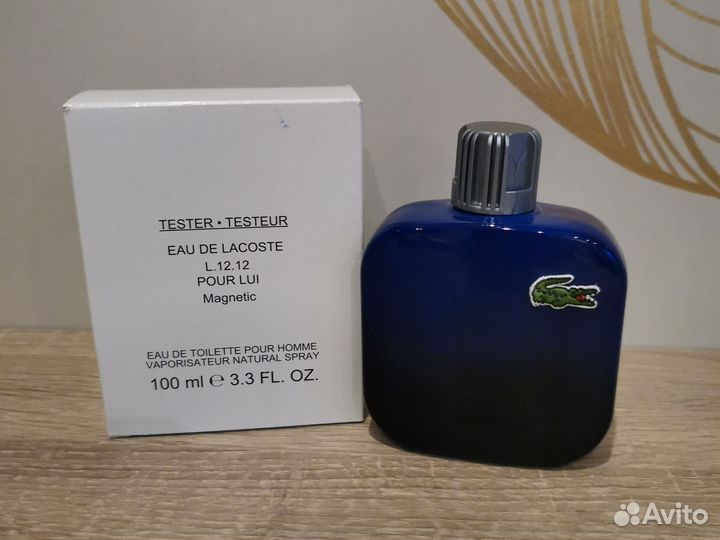 TESTER • TESTEUR
EAU DE LACOSTE
L.12.12
POUR LUI
Magnetic
EAU DE TOILETTE POUR HOMME
VAPORISATEUR NATURAL SPRAY
100 ml ℮ 3.3 FL. OZ.
Avito